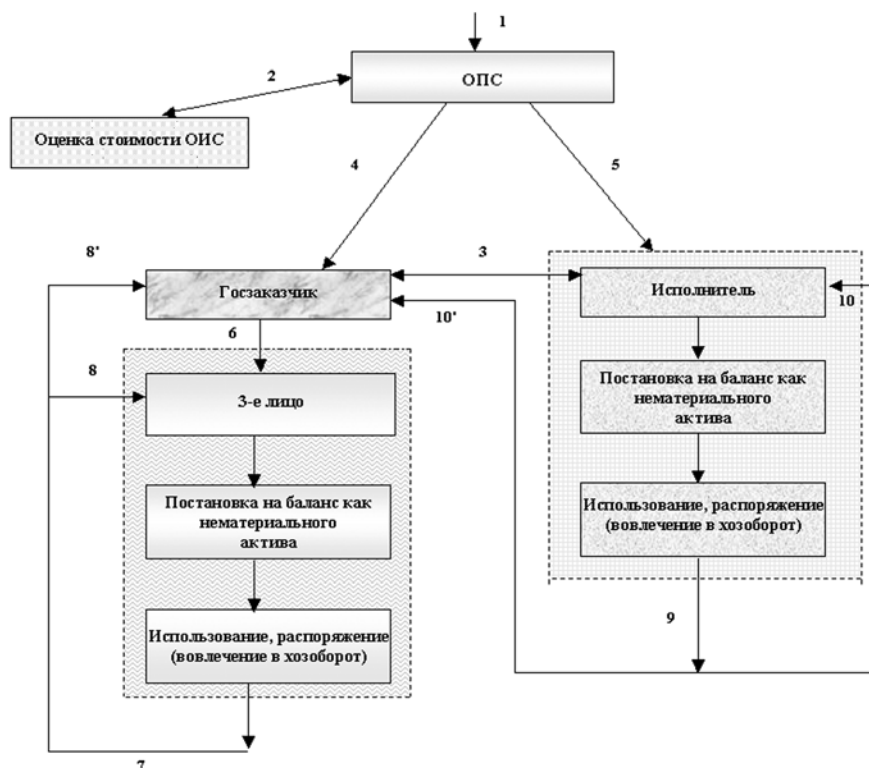 1
ОПС
2
Оценка стоимости ОИС
4
5
8'
3
Госзаказчик
Исполнитель
10
10'
6
8
3-е лицо
Постановка на баланс как
нематериального
актива
Постановка на баланс как
нематериального
актива
Использование, распоряжение
(вовлечение в хозоборот)
9
Использование, распоряжение
(вовлечение в хозоборот)
7